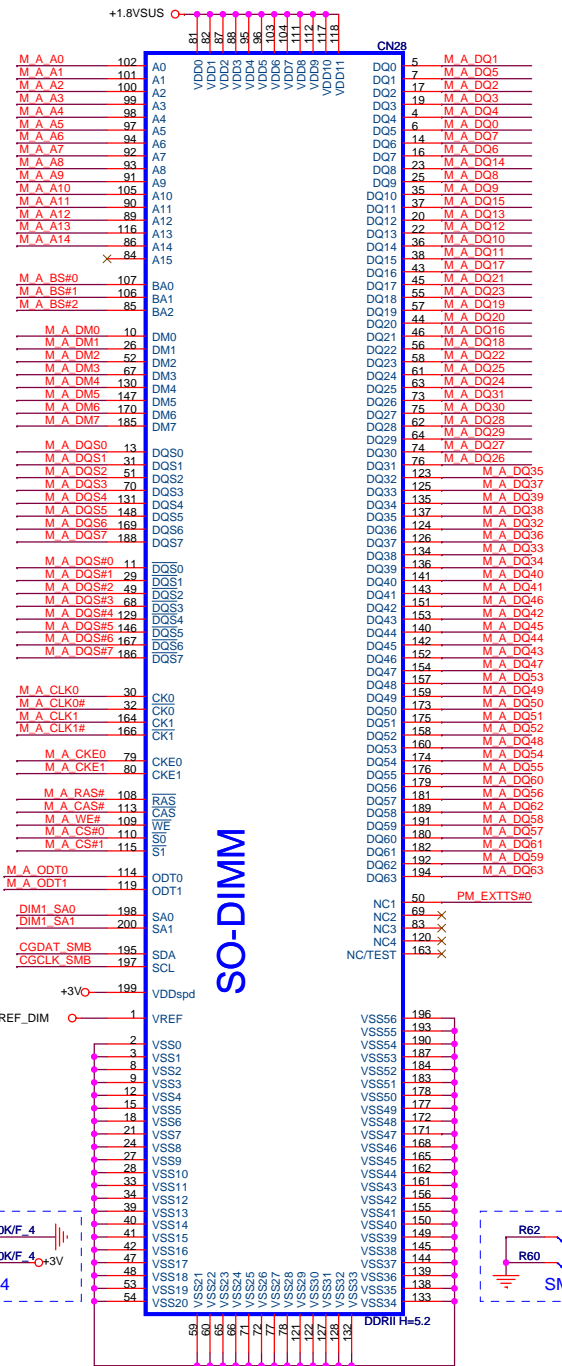 +1.8VSUS
81 82 87 88 95 96 103 104 111 112 117 118
VDD0 VDD1 VDD2 VDD3 VDD4 VDD5 VDD6 VDD7 VDD8 VDD9 VDD10 VDD11
CN28
M_A_A0 102 A0
M_A_A1 101 A1
M_A_A2 100 A2
M_A_A3 99 A3
M_A_A4 98 A4
M_A_A5 97 A5
M_A_A6 94 A6
M_A_A7 92 A7
M_A_A8 93 A8
M_A_A9 91 A9
M_A_A10 105 A10
M_A_A11 90 A11
M_A_A12 89 A12
M_A_A13 116 A13
M_A_A14 86 A14
84 A15
M_A_BS#0 107 BA0
M_A_BS#1 106 BA1
M_A_BS#2 85 BA2
M_A_DM0 10 DM0
M_A_DM1 26 DM1
M_A_DM2 52 DM2
M_A_DM3 67 DM3
M_A_DM4 130 DM4
M_A_DM5 147 DM5
M_A_DM6 170 DM6
M_A_DM7 185 DM7
M_A_DQS0 13 DQS0
M_A_DQS1 31 DQS1
M_A_DQS2 51 DQS2
M_A_DQS3 70 DQS3
M_A_DQS4 131 DQS4
M_A_DQS5 148 DQS5
M_A_DQS6 169 DQS6
M_A_DQS7 188 DQS7
M_A_DQS#0 11 DQS0
M_A_DQS#1 29 DQS1
M_A_DQS#2 49 DQS2
M_A_DQS#3 68 DQS3
M_A_DQS#4 129 DQS4
M_A_DQS#5 146 DQS5
M_A_DQS#6 167 DQS6
M_A_DQS#7 186 DQS7
M_A_CLK0 30 CK0
M_A_CLK0# 32 CK0
M_A_CLK1 164 CK1
M_A_CLK1# 166 CK1
M_A_CKE0 79 CKE0
M_A_CKE1 80 CKE1
M_A_RAS# 108 RAS
M_A_CAS# 113 CAS
M_A_WE# 109 WE
M_A_CS#0 110 S0
M_A_CS#1 115 S1
M_A_ODT0 114 ODT0
M_A_ODT1 119 ODT1
DIM1_SA0 198 SA0
DIM1_SA1 200 SA1
CGDAT_SMB 195 SDA
CGCLK_SMB 197 SCL
+3V 199 VDDspd
REF_DIM 1 VREF
2 VSS0
3 VSS1
8 VSS2
9 VSS3
12 VSS4
15 VSS5
18 VSS6
21 VSS7
24 VSS8
27 VSS9
28 VSS10
33 VSS11
34 VSS12
39 VSS13
40 VSS14
41 VSS15
42 VSS16
47 VSS17
48 VSS18
53 VSS19
54 VSS20
SO-DIMM
DQ0 5 M_A_DQ1
DQ1 7 M_A_DQ5
DQ2 17 M_A_DQ2
DQ3 19 M_A_DQ3
DQ4 4 M_A_DQ4
DQ5 6 M_A_DQ0
DQ6 14 M_A_DQ7
DQ7 16 M_A_DQ6
DQ8 23 M_A_DQ14
DQ9 25 M_A_DQ8
DQ10 35 M_A_DQ9
DQ11 37 M_A_DQ15
DQ12 20 M_A_DQ13
DQ13 22 M_A_DQ12
DQ14 36 M_A_DQ10
DQ15 38 M_A_DQ11
DQ16 43 M_A_DQ17
DQ17 45 M_A_DQ21
DQ18 55 M_A_DQ23
DQ19 57 M_A_DQ19
DQ20 44 M_A_DQ20
DQ21 46 M_A_DQ16
DQ22 56 M_A_DQ18
DQ23 58 M_A_DQ22
DQ24 61 M_A_DQ25
DQ25 63 M_A_DQ24
DQ26 73 M_A_DQ31
DQ27 75 M_A_DQ30
DQ28 62 M_A_DQ28
DQ29 64 M_A_DQ29
DQ30 74 M_A_DQ27
DQ31 76 M_A_DQ26
DQ32 123 M_A_DQ35
DQ33 125 M_A_DQ37
DQ34 135 M_A_DQ39
DQ35 137 M_A_DQ38
DQ36 124 M_A_DQ32
DQ37 126 M_A_DQ36
DQ38 134 M_A_DQ33
DQ39 136 M_A_DQ34
DQ40 141 M_A_DQ40
DQ41 143 M_A_DQ41
DQ42 151 M_A_DQ46
DQ43 153 M_A_DQ42
DQ44 140 M_A_DQ45
DQ45 142 M_A_DQ44
DQ46 152 M_A_DQ43
DQ47 154 M_A_DQ47
DQ48 157 M_A_DQ53
DQ49 159 M_A_DQ49
DQ50 173 M_A_DQ50
DQ51 175 M_A_DQ51
DQ52 158 M_A_DQ52
DQ53 160 M_A_DQ48
DQ54 174 M_A_DQ54
DQ55 176 M_A_DQ55
DQ56 179 M_A_DQ60
DQ57 181 M_A_DQ56
DQ58 189 M_A_DQ62
DQ59 191 M_A_DQ58
DQ60 180 M_A_DQ57
DQ61 182 M_A_DQ61
DQ62 192 M_A_DQ59
DQ63 194 M_A_DQ63
NC1 50 PM_EXTTS#0
NC2 69
NC3 83
NC4 120
NC/TEST 163
VSS56 196
VSS55 193
VSS54 190
VSS53 187
VSS52 184
VSS51 183
VSS50 178
VSS49 177
VSS48 172
VSS47 171
VSS46 168
VSS45 165
VSS44 162
VSS43 161
VSS42 156
VSS41 155
VSS40 150
VSS39 149
VSS38 145
VSS37 144
VSS36 139
VSS35 138
VSS34 133
VSS21 VSS22 VSS23 VSS24 VSS25 VSS26 VSS27 VSS28 VSS29 VSS30 VSS31 VSS32 VSS33
59 60 65 66 71 72 77 78 121 122 127 128 132
DDRII H=5.2
0K/F_4
0K/F_4 +3V
4
R62
R60
SM